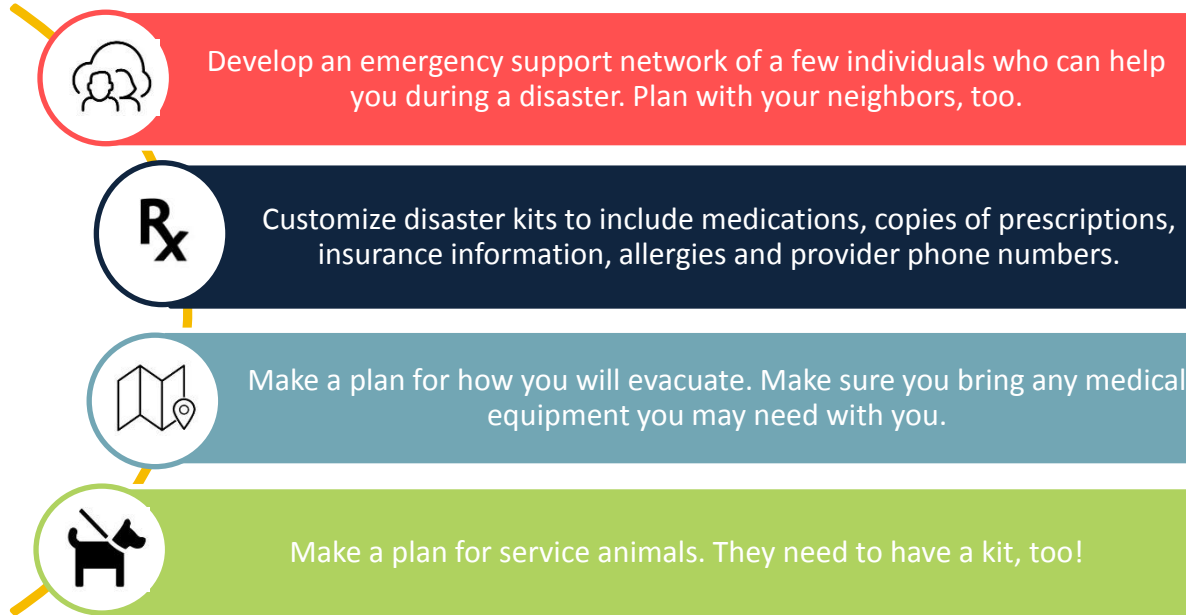 Develop an emergency support network of a few individuals who can help
you during a disaster. Plan with your neighbors, too.
Rx
Customize disaster kits to include medications, copies of prescriptions,
insurance information, allergies and provider phone numbers.
Make a plan for how you will evacuate. Make sure you bring any medical
equipment you may need with you.
Make a plan for service animals. They need to have a kit, too!